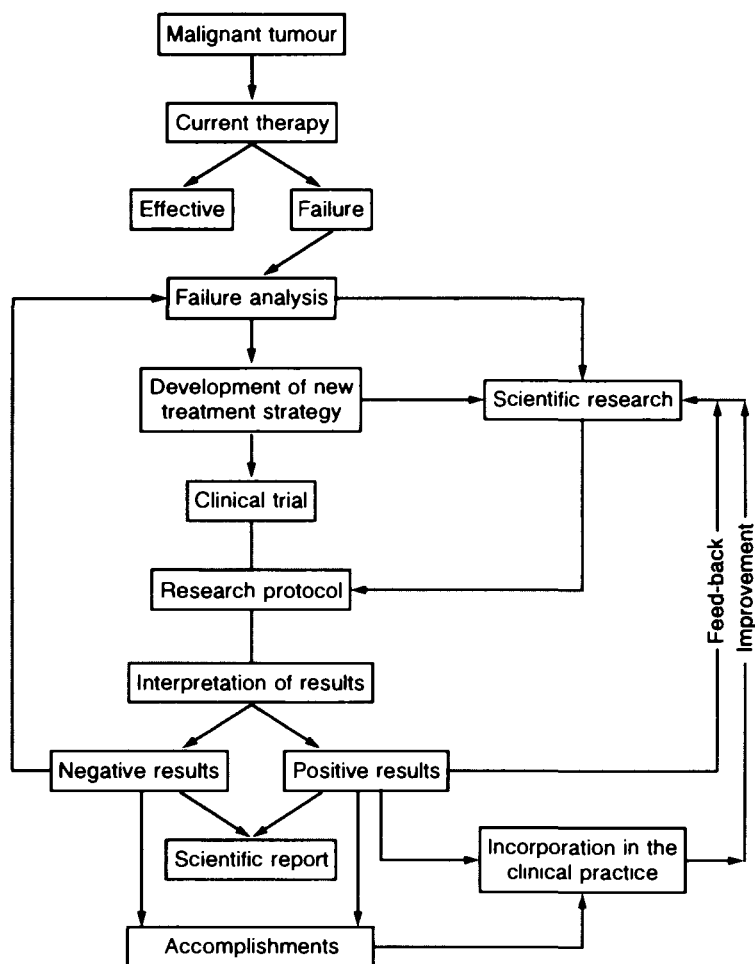 Malignant tumour
Current therapy
Effective
Failure
Failure analysis
Development of new
treatment strategy
Scientific research
Clinical trial
Research protocol
Feed-back
Improvement
Interpretation of results
Negative results
Positive results
Scientific report
Incorporation in the
clinical practice
Accomplishments